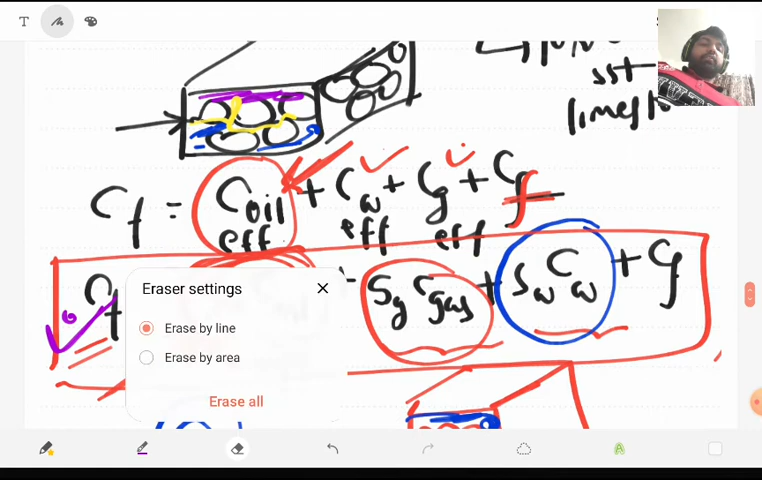 T
sst
Cf = Coil + Cw + Cg + Cf
eff eff eff
Sg Cgas + Sw Cw + Cf
Eraser settings
Erase by line
Erase by area
Erase all
A